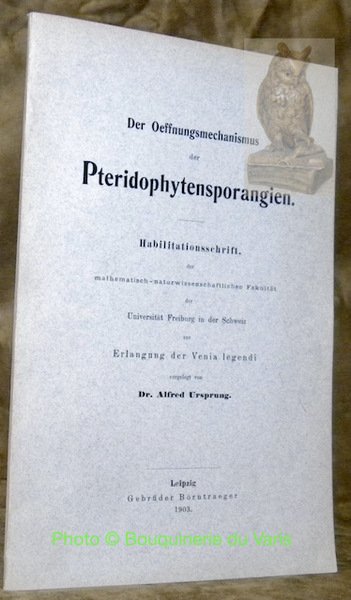 Der Oeffnungsmechanismus
der
Pteridophytensporangien.
Habilitationsschrift,
der
mathematisch-naturwissenschaftlichen Fakultät
der
Universität Freiburg in der Schweiz
zur
Erlangung der Venia legendi
vorgelegt von
Dr. Alfred Ursprung.
Leipzig
Gebrüder Borntraeger
1903.
Photo © Bouquinerie du Varis